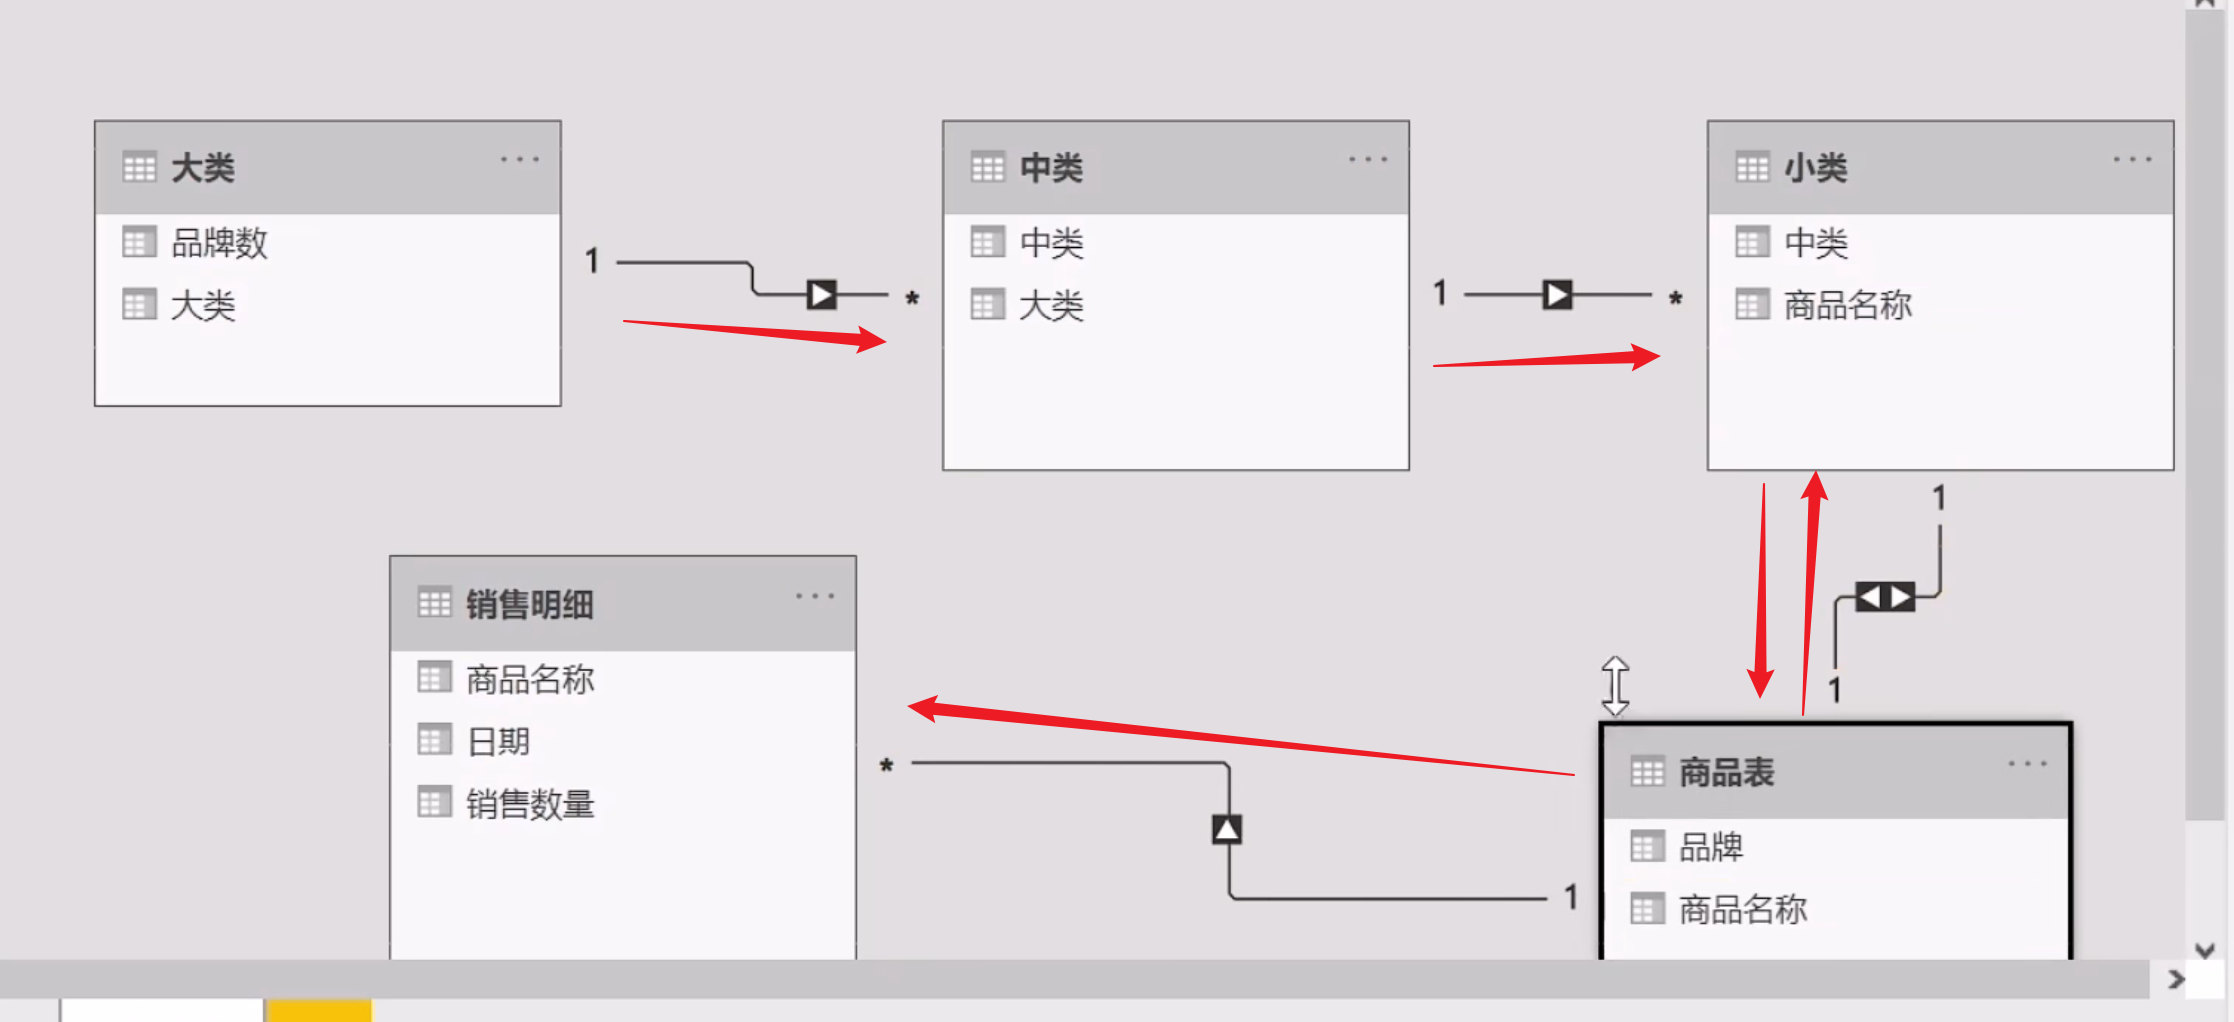 大类
品牌数
大类
1
*
中类
中类
大类
1
*
小类
中类
商品名称
1
1
销售明细
商品名称
日期
销售数量
*
1
商品表
品牌
商品名称